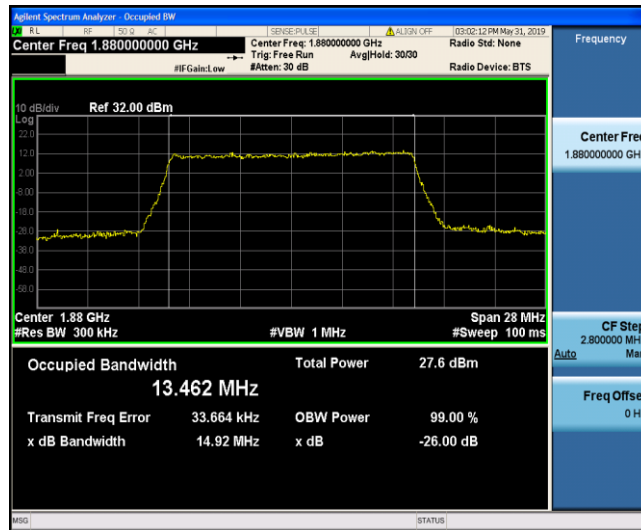 Agilent Spectrum Analyzer - Occupied BW
RL RF 50 Ω AC SENSE:PULSE ALIGN OFF 03:02:12 PM May 31, 2019
Center Freq 1.880000000 GHz Center Freq: 1.880000000 GHz Radio Std: None
Trig: Free Run Avg|Hold: 30/30
#IFGain:Low #Atten: 30 dB Radio Device: BTS
10 dB/div Ref 32.00 dBm
Log
22.0
12.0
2.00
-8.00
-18.0
-28.0
-38.0
-48.0
-58.0
Center 1.88 GHz Span 28 MHz
#Res BW 300 kHz #VBW 1 MHz #Sweep 100 ms
Occupied Bandwidth Total Power 27.6 dBm
13.462 MHz
Transmit Freq Error 33.664 kHz OBW Power 99.00 %
x dB Bandwidth 14.92 MHz x dB -26.00 dB
MSG STATUS
Frequency
Center Fre
1.880000000 GH
CF Step
2.800000 MH
Auto Ma
Freq Offse
0 H